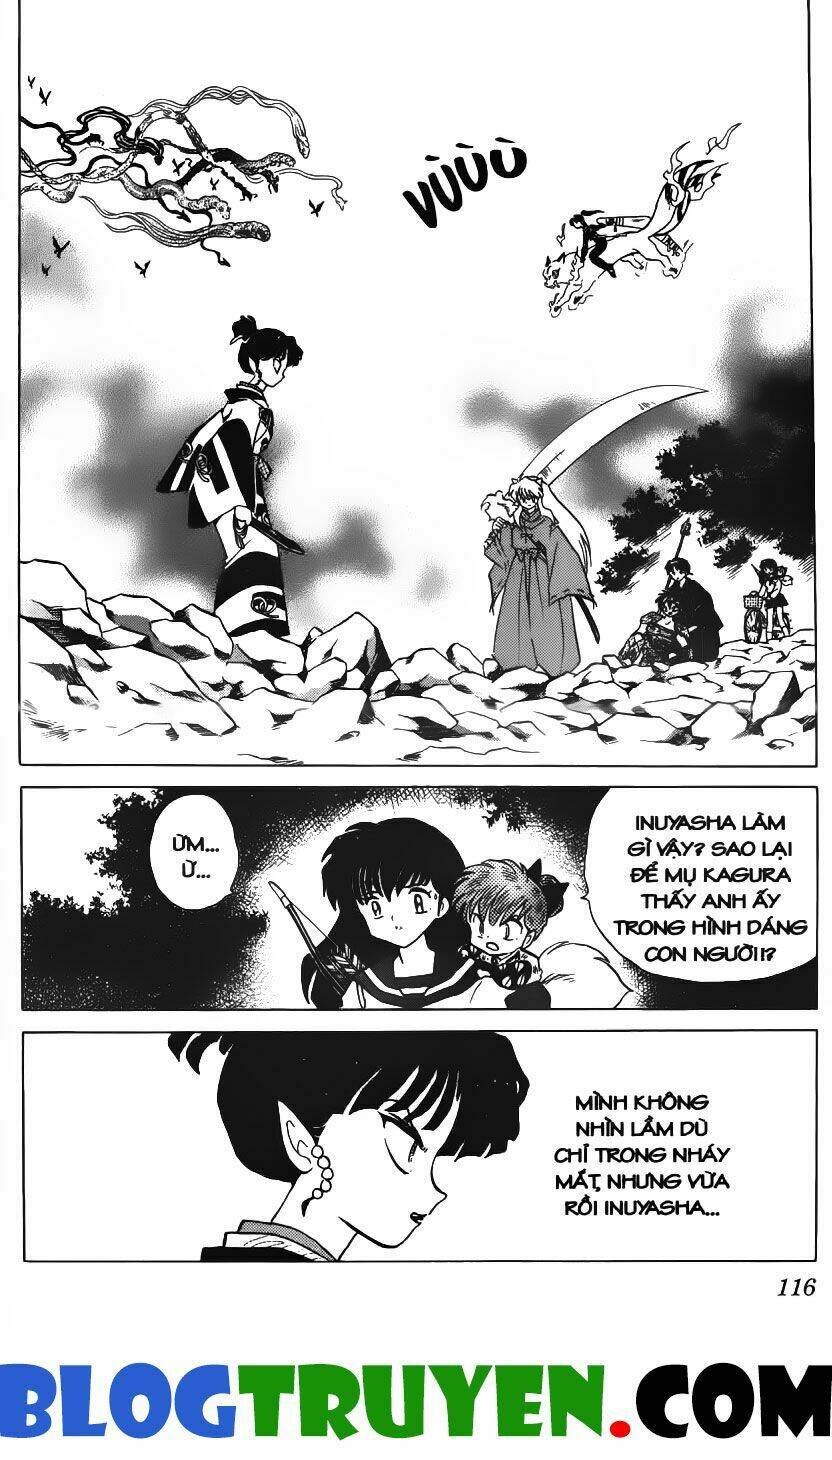 VÙÙÙ
INUYASHA LÀM
GÌ VẬY? SAO LẠI
ĐỂ MỤ KAGURA
THẤY ANH ẤY
TRONG HÌNH DÁNG
CON NGƯỜI!?
ỪM...
Ừ...
MÌNH KHÔNG
NHÌN LẦM DÙ
CHỈ TRONG NHÁY
MẮT, NHƯNG VỪA
RỒI INUYASHA...
116
BLOGTRUYEN.COM